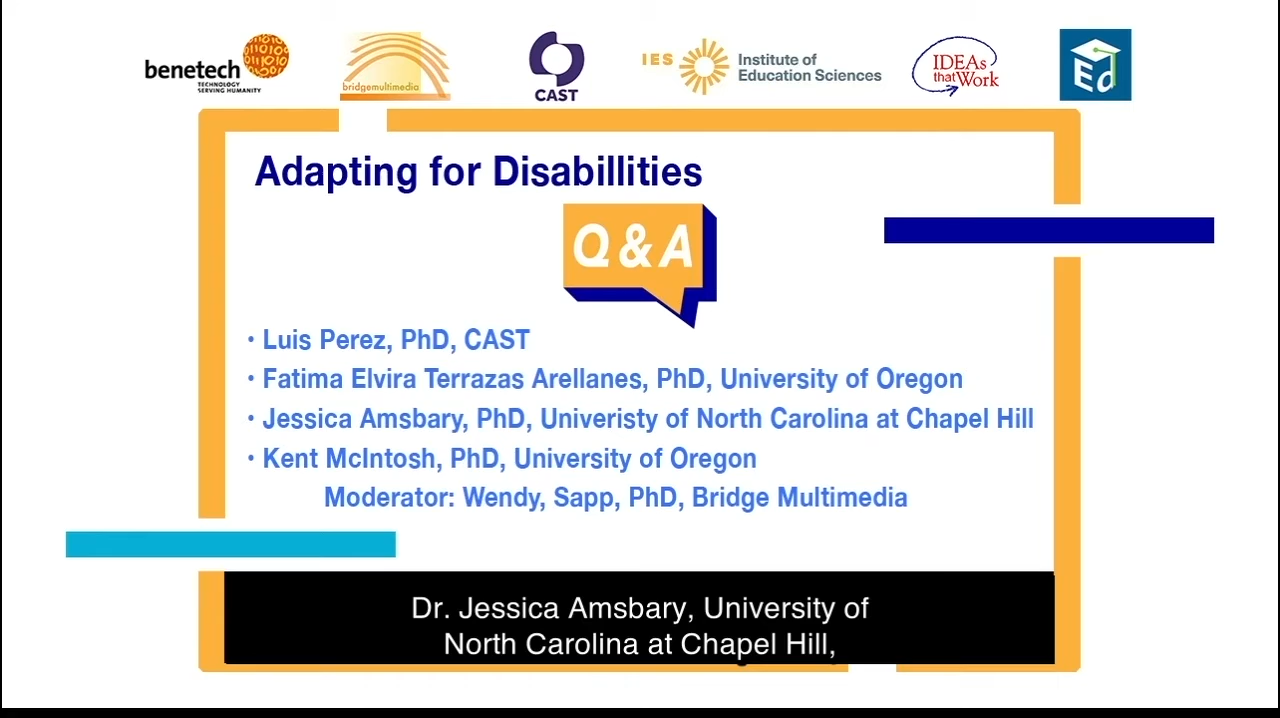 benetech
TECHNOLOGY
SERVING HUMANITY
bridgemultimedia
CAST
IES
Institute of
Education Sciences
IDEAs
that Work
Ed
Adapting for Disabillities
Q & A
• Luis Perez, PhD, CAST
• Fatima Elvira Terrazas Arellanes, PhD, University of Oregon
• Jessica Amsbary, PhD, Univeristy of North Carolina at Chapel Hill
• Kent McIntosh, PhD, University of Oregon
Moderator: Wendy, Sapp, PhD, Bridge Multimedia
Dr. Jessica Amsbary, University of
North Carolina at Chapel Hill,